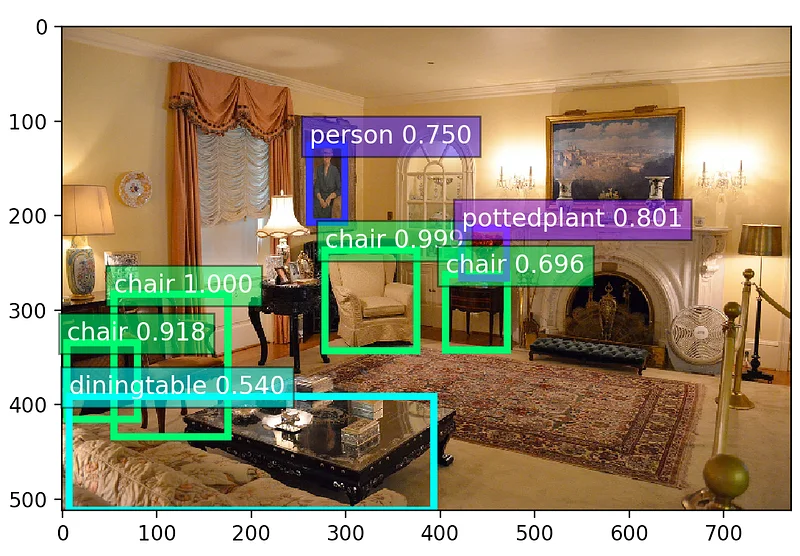 0
100
person 0.750
200
pottedplant 0.801
chair 0.999
chair 0.696
chair 1.000
300
chair 0.918
diningtable 0.540
400
500
0 100 200 300 400 500 600 700